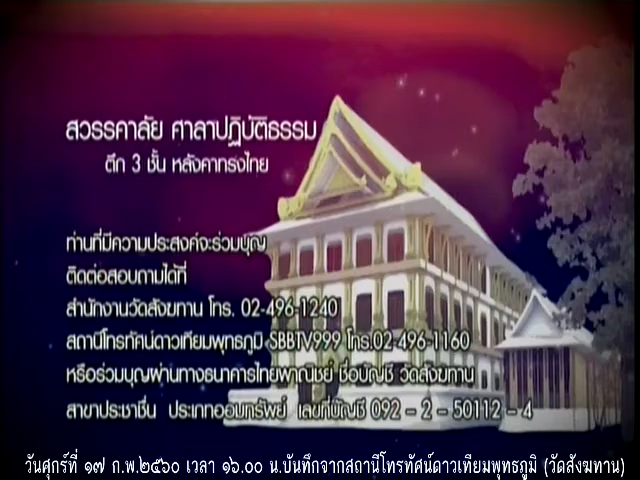 สวรรคาลัย ศาลาปฏิบัติธรรม
ตึก 3 ชั้น หลังคาทรงไทย
ท่านที่มีความประสงค์จะร่วมบุญ
ติดต่อสอบถามได้ที่
สำนักงานวัดสังฆทาน โทร. 02-496-1240
สถานีโทรทัศน์ดาวเทียมพุทธภูมิ SBBTV999 โทร.02-496-1160
หรือร่วมบุญผ่านทางธนาคารไทยพาณิชย์ ชื่อบัญชี วัดสังฆทาน
สาขาประชาชื่น ประเภทออมทรัพย์ เลขที่บัญชี 092 - 2 - 50112 - 4
วันศุกร์ที่ ๑๗ ก.พ.๒๕๖๐ เวลา ๑๖.๐๐ น.บันทึกจากสถานีโทรทัศน์ดาวเทียมพุทธภูมิ (วัดสังฆทาน)